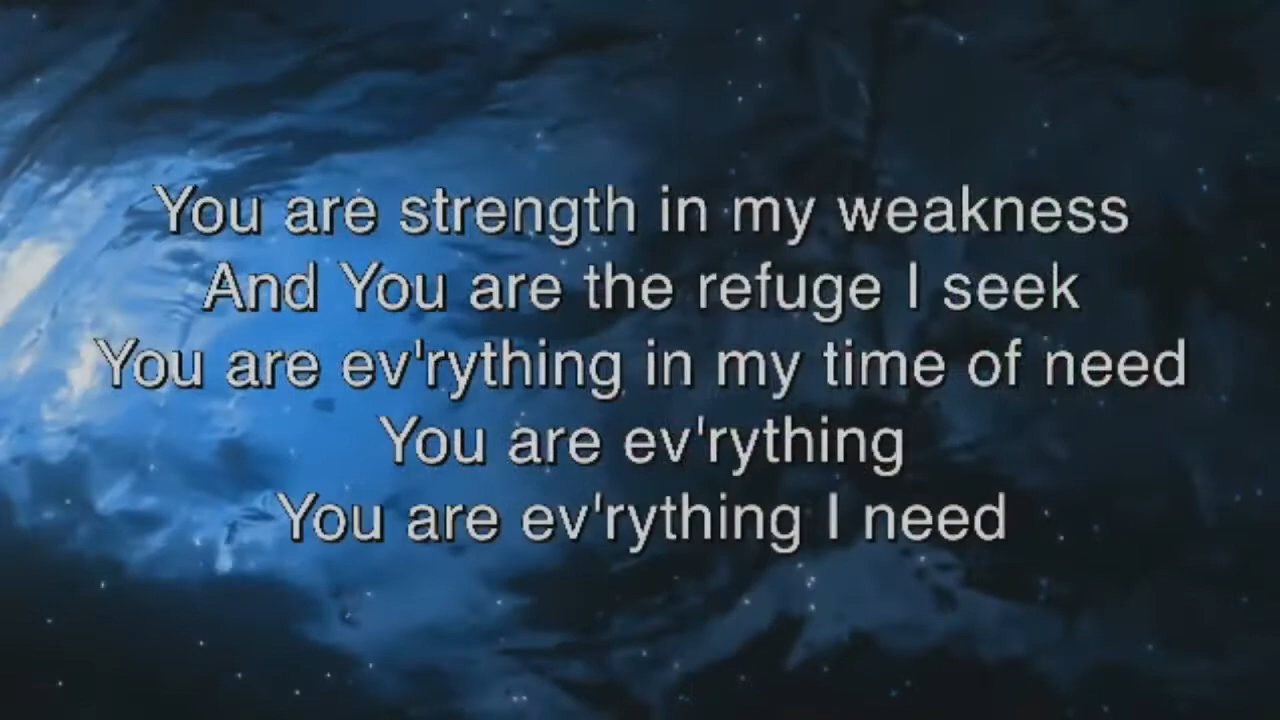 You are strength in my weakness
And You are the refuge I seek
You are ev'rything in my time of need
You are ev'rything
You are ev'rything I need